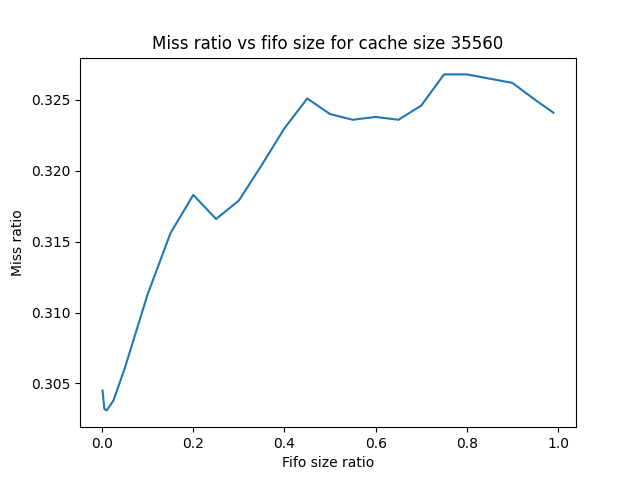 Miss ratio vs fifo size for cache size 35560
0.325
0.320
0.315
0.310
0.305
Miss ratio
0.0 0.2 0.4 0.6 0.8 1.0
Fifo size ratio